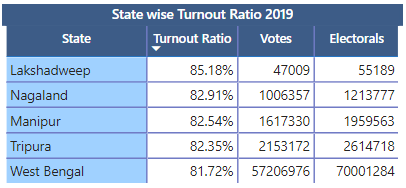 State wise Turnout Ratio 2019
State Turnout Ratio Votes Electorals
Lakshadweep 85.18% 47009 55189
Nagaland 82.91% 1006357 1213777
Manipur 82.54% 1617330 1959563
Tripura 82.35% 2153172 2614718
West Bengal 81.72% 57206976 70001284